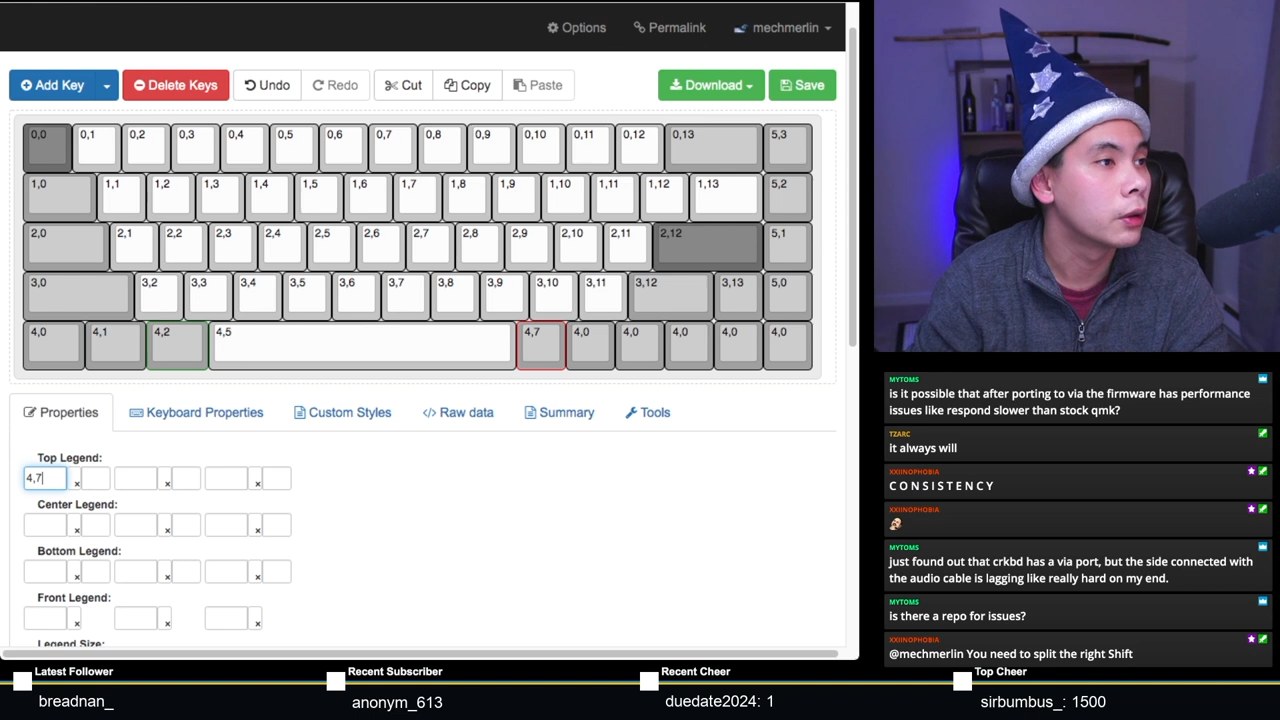 Options Permalink mechmerlin
Add Key Delete Keys Undo Redo Cut Copy Paste Download Save
0,0 0,1 0,2 0,3 0,4 0,5 0,6 0,7 0,8 0,9 0,10 0,11 0,12 0,13 5,3
1,0 1,1 1,2 1,3 1,4 1,5 1,6 1,7 1,8 1,9 1,10 1,11 1,12 1,13 5,2
2,0 2,1 2,2 2,3 2,4 2,5 2,6 2,7 2,8 2,9 2,10 2,11 2,12 5,1
3,0 3,2 3,3 3,4 3,5 3,6 3,7 3,8 3,9 3,10 3,11 3,12 3,13 5,0
4,0 4,1 4,2 4,5 4,7 4,0 4,0 4,0 4,0 4,0
Properties Keyboard Properties Custom Styles </> Raw data Summary Tools
Top Legend:
4,7 x x x
Center Legend:
x x x
Bottom Legend:
x x x
Front Legend:
x x x
Legend Size:
MYTOMS
is it possible that after porting to via the firmware has performance
issues like respond slower than stock qmk?
TZARC
it always will
XXIINOPHOBIA
C O N S I S T E N C Y
XXIINOPHOBIA
MYTOMS
just found out that crkbd has a via port, but the side connected with
the audio cable is lagging like really hard on my end.
MYTOMS
is there a repo for issues?
XXIINOPHOBIA
@mechmerlin You need to split the right Shift
Latest Follower
breadnan_
Recent Subscriber
anonym_613
Recent Cheer
duedate2024: 1
Top Cheer
sirbumbus_: 1500